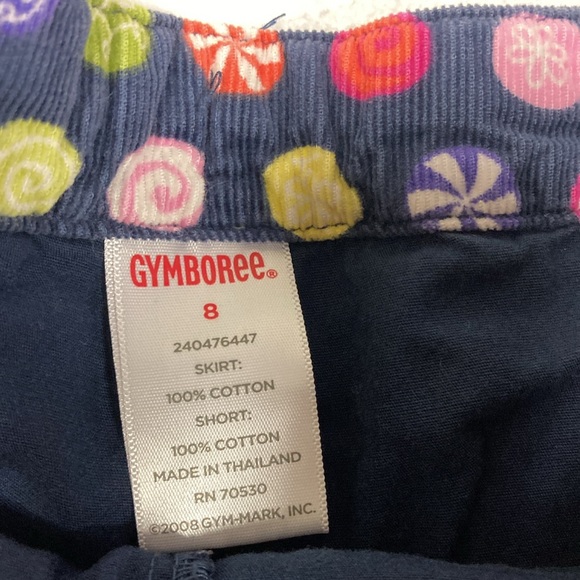 GYMBOREE®
8
240476447
SKIRT:
100% COTTON
SHORT:
100% COTTON
MADE IN THAILAND
RN 70530
©2008 GYM-MARK, INC.